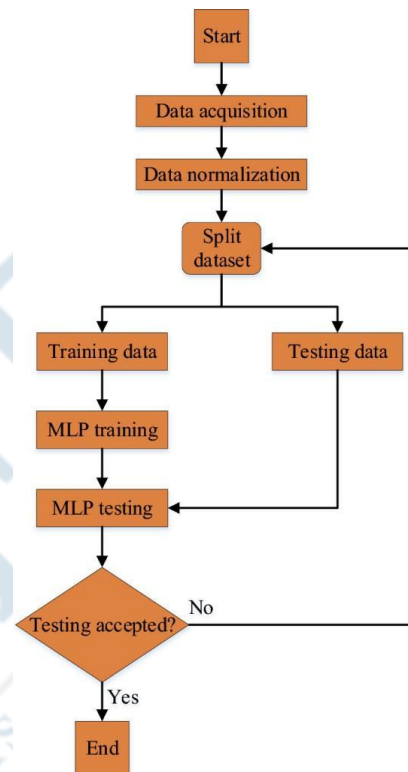 Start
Data acquisition
Data normalization
Split
dataset
Training data
Testing data
MLP training
MLP testing
Testing accepted?
No
Yes
End